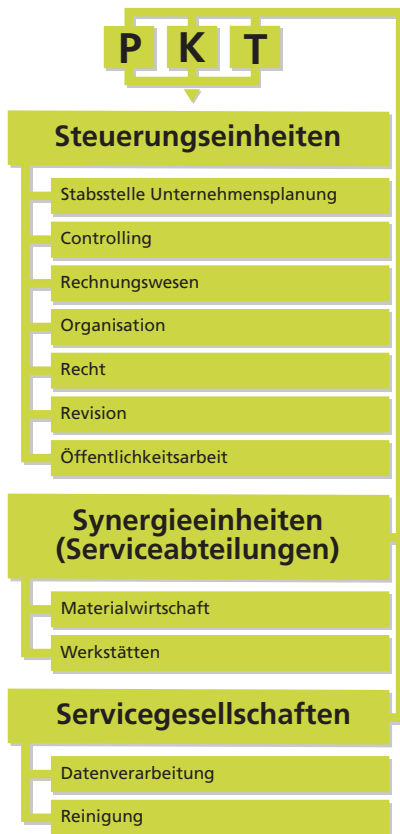 P K T
Steuerungseinheiten
Stabsstelle Unternehmensplanung
Controlling
Rechnungswesen
Organisation
Recht
Revision
Öffentlichkeitsarbeit
Synergieeinheiten
(Serviceabteilungen)
Materialwirtschaft
Werkstätten
Servicegesellschaften
Datenverarbeitung
Reinigung